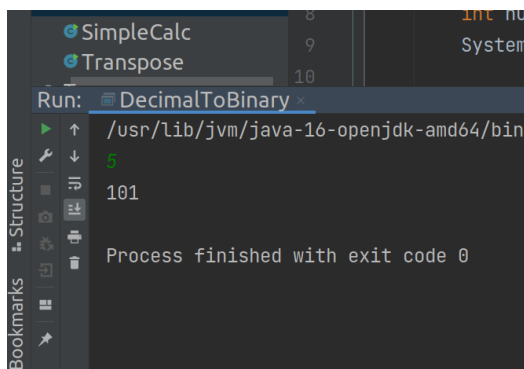 SimpleCalc
Transpose
8
int
9
System
10
Run: DecimalToBinary ×
/usr/lib/jvm/java-16-openjdk-amd64/bin
5
101
Process finished with exit code 0
Structure
Bookmarks